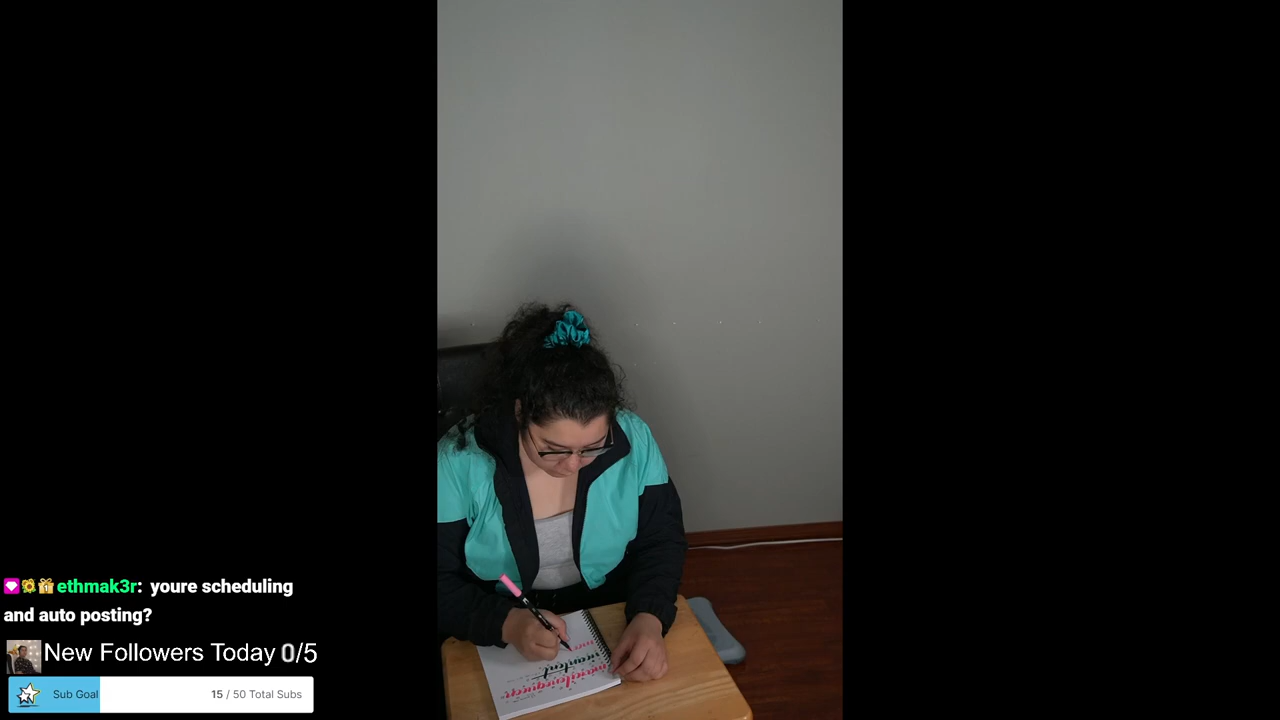 ethmak3r: youre scheduling
and auto posting?
New Followers Today 0/5
Sub Goal 15 / 50 Total Subs